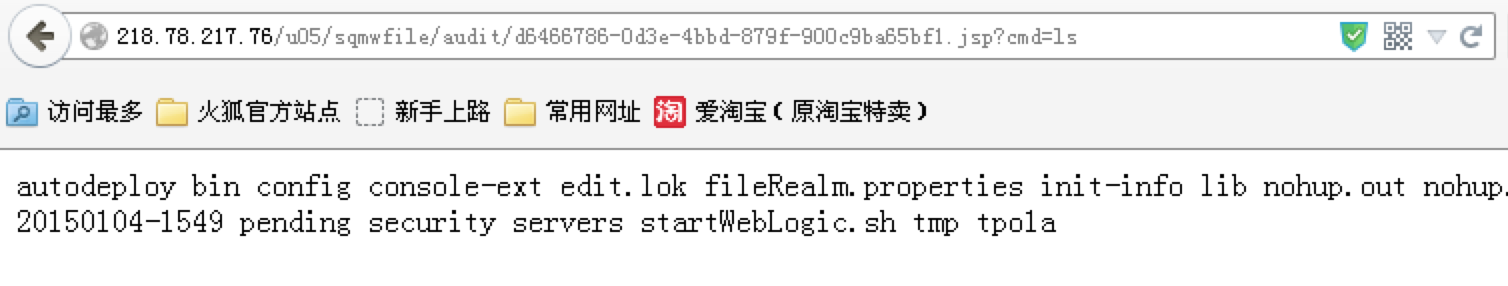 218.78.217.76/u05/sqmwfile/audit/d6466786-0d3e-4bbd-879f-900c9ba65bf1.jsp?cmd=ls
访问最多 火狐官方站点 新手上路 常用网址 淘 爱淘宝（原淘宝特卖）
autodeploy bin config console-ext edit.lok fileRealm.properties init-info lib nohup.out nohup.
20150104-1549 pending security servers startWebLogic.sh tmp tpola